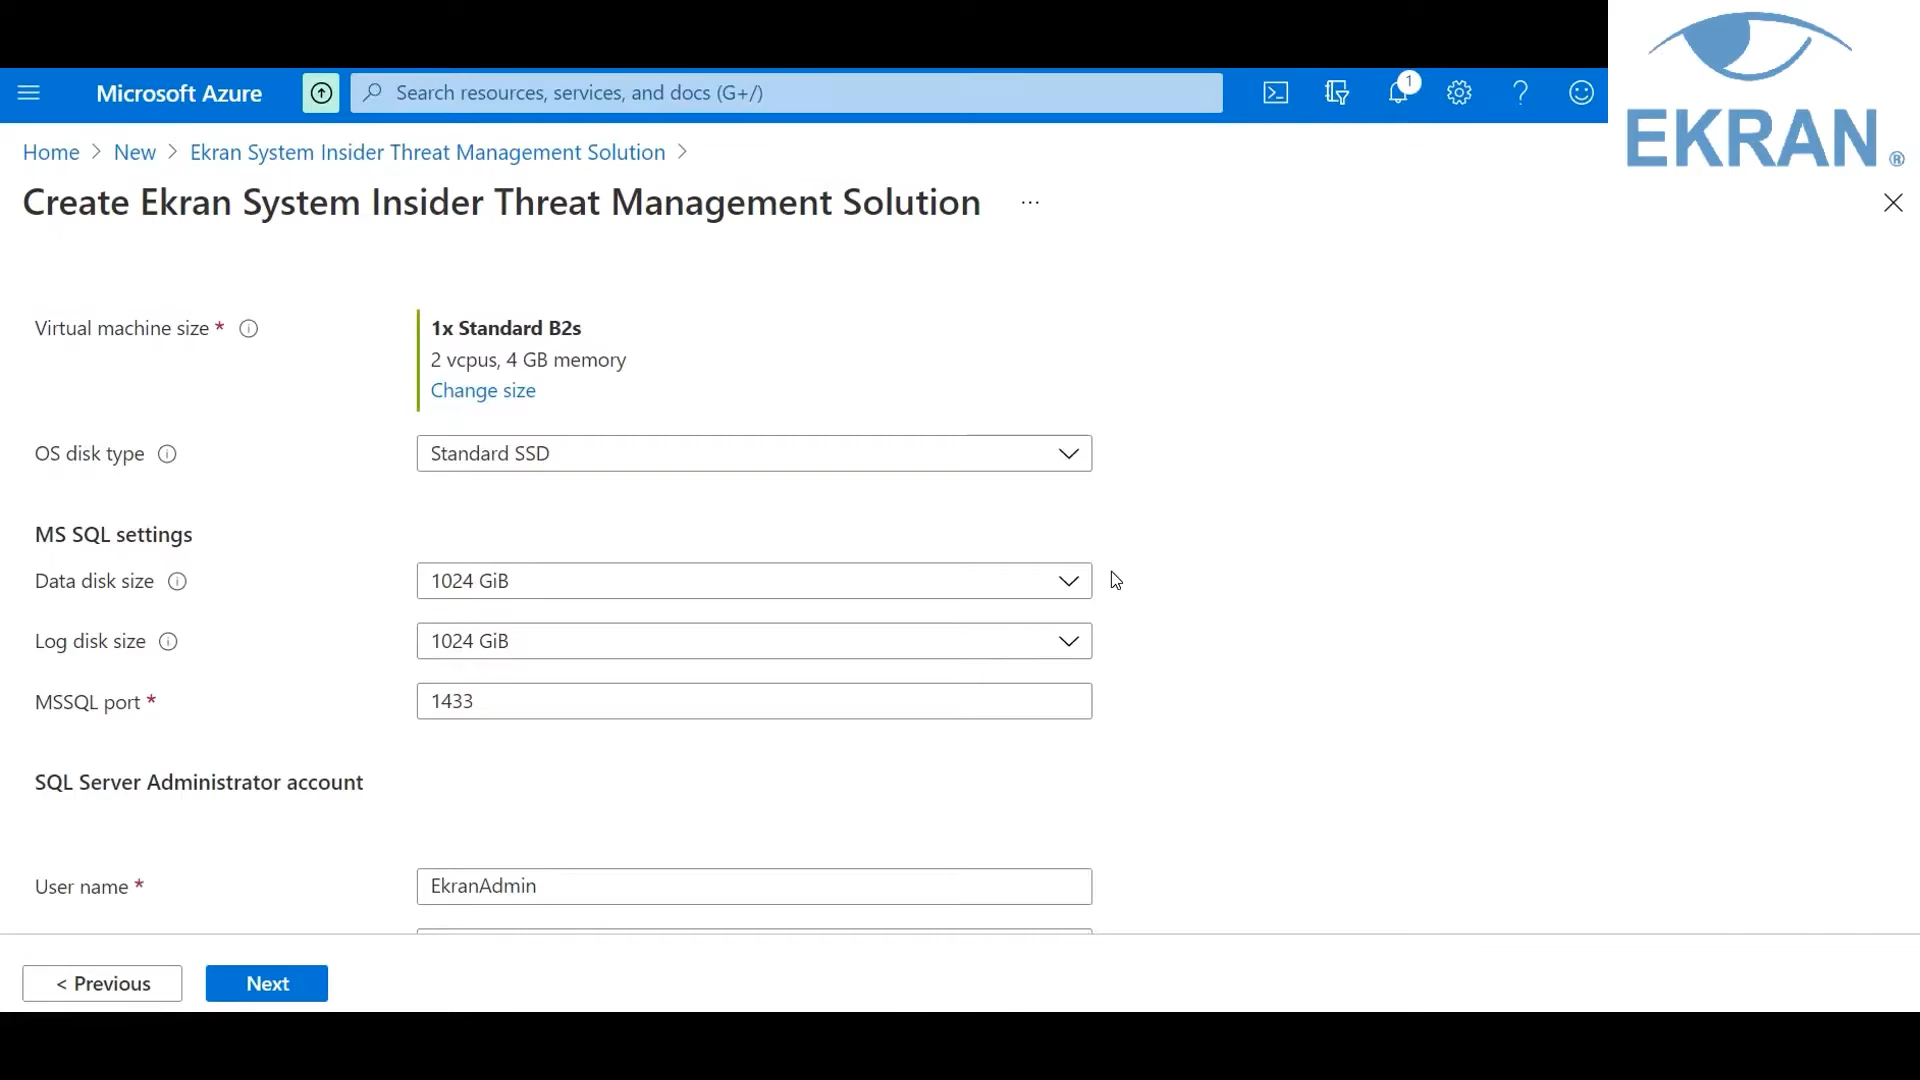 EKRAN ®
Microsoft Azure
Search resources, services, and docs (G+/)
1
Home > New > Ekran System Insider Threat Management Solution >
Create Ekran System Insider Threat Management Solution ...
Virtual machine size *
1x Standard B2s
2 vcpus, 4 GB memory
Change size
OS disk type
Standard SSD
MS SQL settings
Data disk size
1024 GiB
Log disk size
1024 GiB
MSSQL port *
1433
SQL Server Administrator account
User name *
EkranAdmin
< Previous
Next